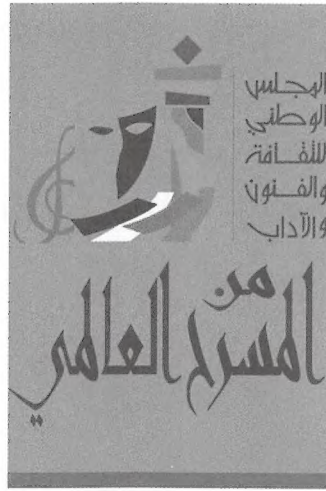 المجلس
الوطني
للثقافة
والفنون
والآداب
من
المسرح العالمي